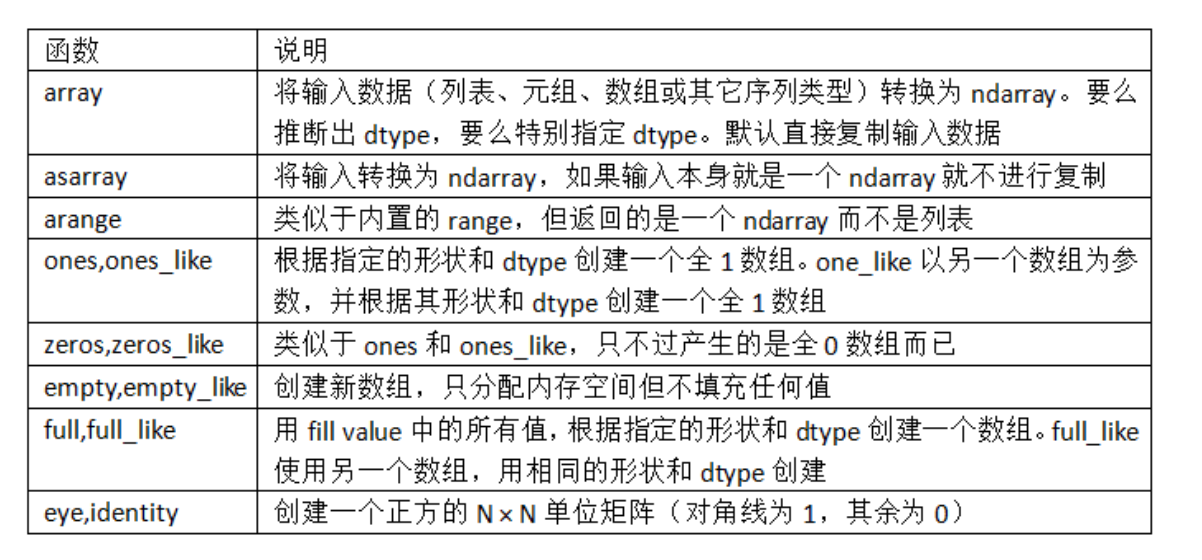 函数 说明
array 将输入数据（列表、元组、数组或其它序列类型）转换为 ndarray。要么
推断出 dtype，要么特别指定 dtype。默认直接复制输入数据
asarray 将输入转换为 ndarray，如果输入本身就是一个 ndarray 就不进行复制
arange 类似于内置的 range，但返回的是一个 ndarray 而不是列表
ones,ones_like 根据指定的形状和 dtype 创建一个全 1 数组。one_like 以另一个数组为参
数，并根据其形状和 dtype 创建一个全 1 数组
zeros,zeros_like 类似于 ones 和 ones_like，只不过产生的是全 0 数组而已
empty,empty_like 创建新数组，只分配内存空间但不填充任何值
full,full_like 用 fill value 中的所有值，根据指定的形状和 dtype 创建一个数组。full_like
使用另一个数组，用相同的形状和 dtype 创建
eye,identity 创建一个正方的 N×N 单位矩阵（对角线为 1，其余为 0）